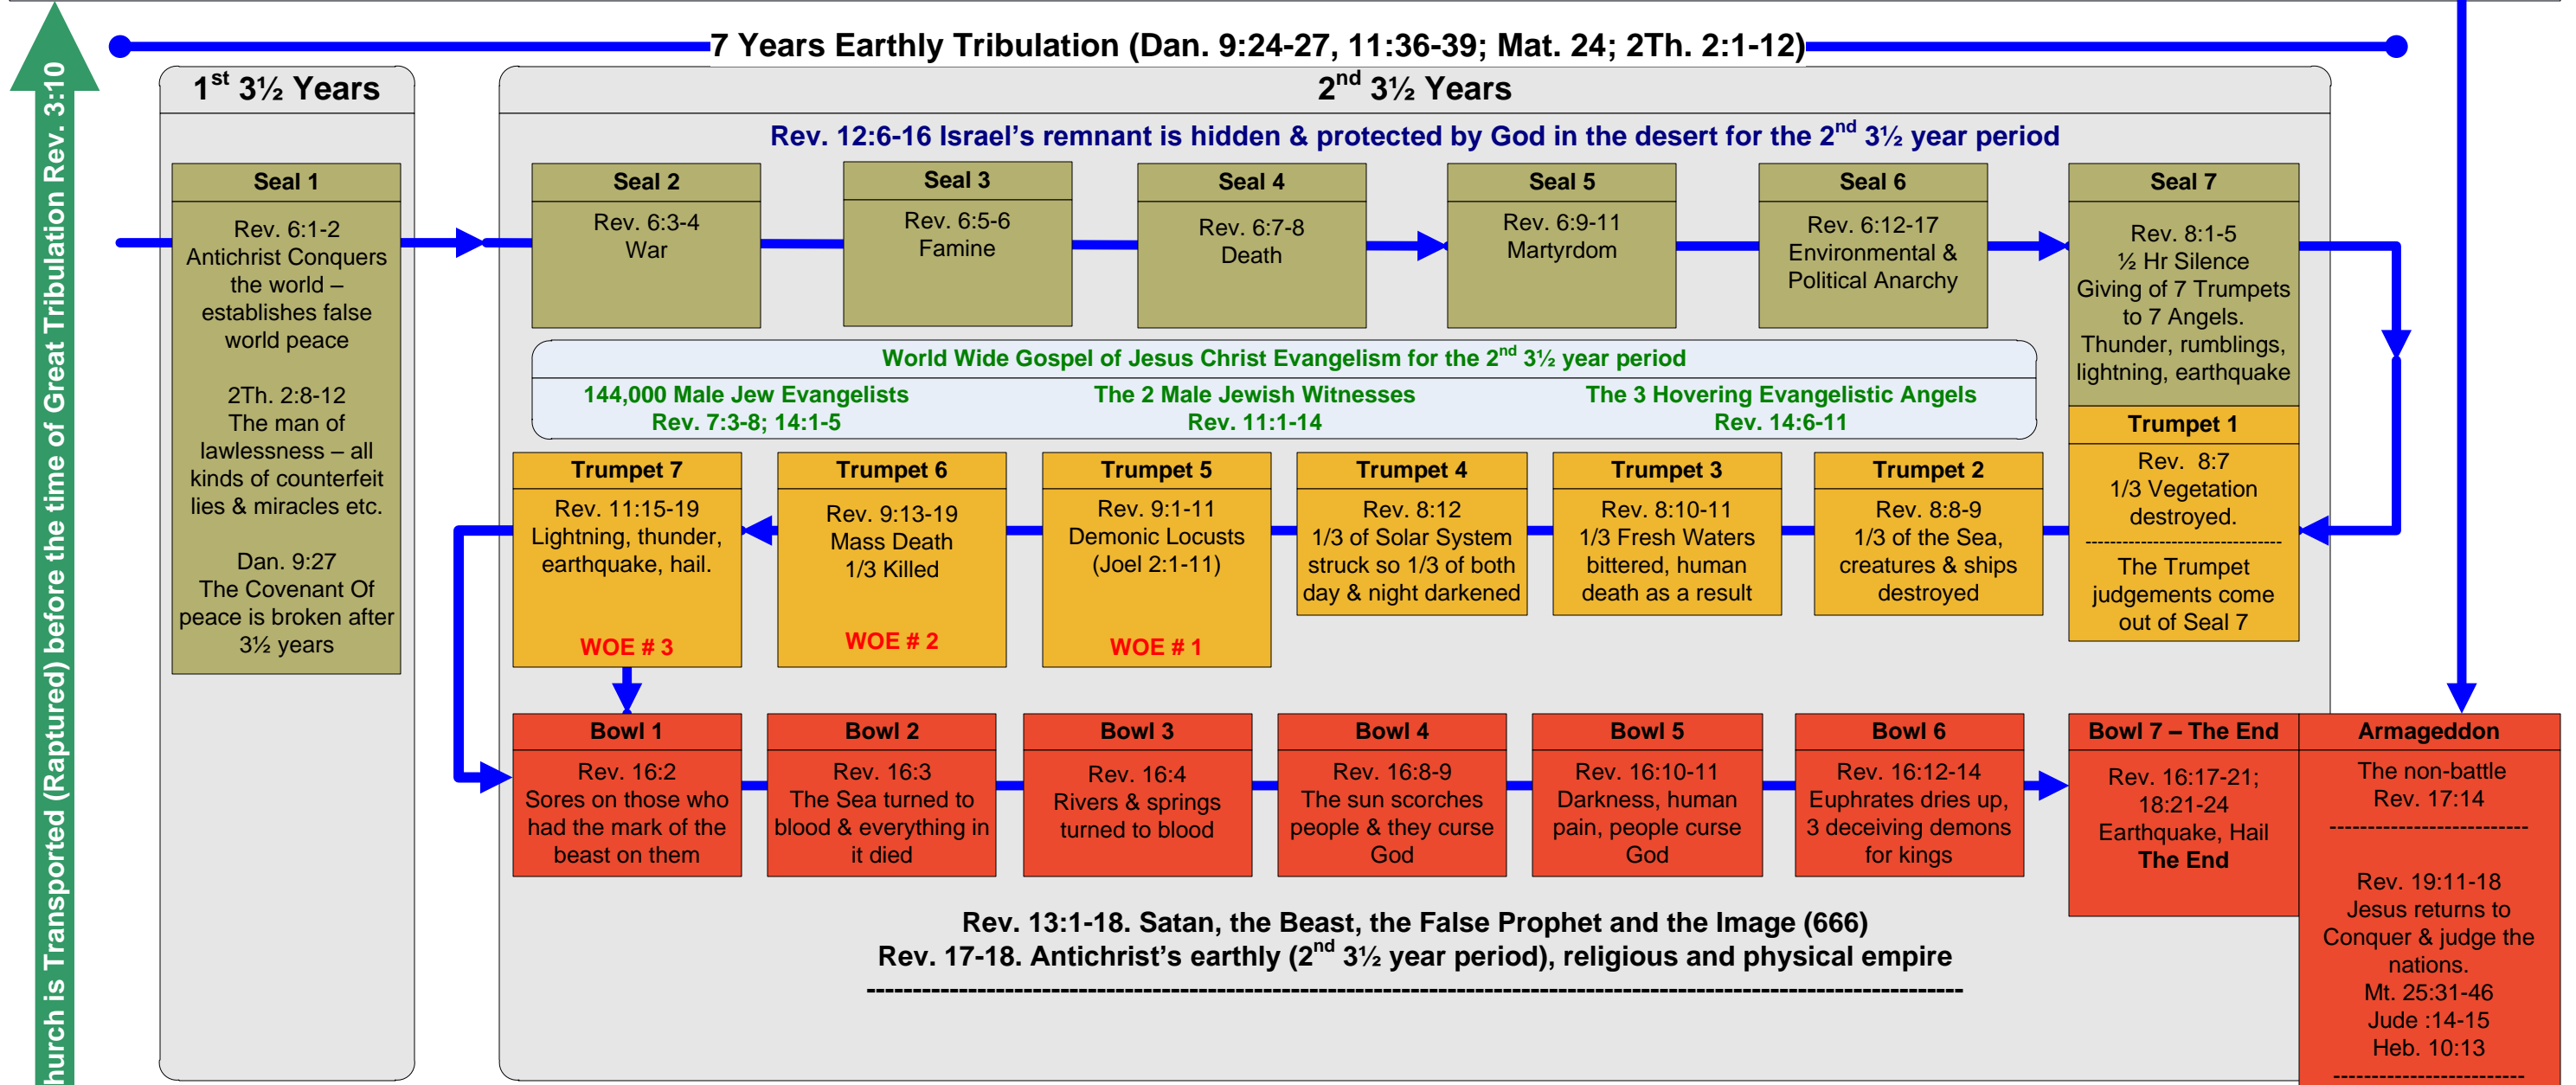 7 Years Earthly Tribulation (Dan. 9:24-27, 11:36-39; Mat. 24; 2Th. 2:1-12)
hurch is Transported (Raptured) before the time of Great Tribulation Rev. 3:10
1st 3½ Years
Seal 1
Rev. 6:1-2
Antichrist Conquers
the world –
establishes false
world peace
2Th. 2:8-12
The man of
lawlessness – all
kinds of counterfeit
lies & miracles etc.
Dan. 9:27
The Covenant Of
peace is broken after
3½ years
2nd 3½ Years
Rev. 12:6-16 Israel’s remnant is hidden & protected by God in the desert for the 2nd 3½ year period
Seal 2
Rev. 6:3-4
War
Seal 3
Rev. 6:5-6
Famine
Seal 4
Rev. 6:7-8
Death
Seal 5
Rev. 6:9-11
Martyrdom
Seal 6
Rev. 6:12-17
Environmental &
Political Anarchy
Seal 7
Rev. 8:1-5
½ Hr Silence
Giving of 7 Trumpets
to 7 Angels.
Thunder, rumblings,
lightning, earthquake
World Wide Gospel of Jesus Christ Evangelism for the 2nd 3½ year period
144,000 Male Jew Evangelists
Rev. 7:3-8; 14:1-5
The 2 Male Jewish Witnesses
Rev. 11:1-14
The 3 Hovering Evangelistic Angels
Rev. 14:6-11
Trumpet 1
Rev. 8:7
1/3 Vegetation
destroyed.
------------------------------
The Trumpet
judgements come
out of Seal 7
Trumpet 2
Rev. 8:8-9
1/3 of the Sea,
creatures & ships
destroyed
Trumpet 3
Rev. 8:10-11
1/3 Fresh Waters
bittered, human
death as a result
Trumpet 4
Rev. 8:12
1/3 of Solar System
struck so 1/3 of both
day & night darkened
Trumpet 5
Rev. 9:1-11
Demonic Locusts
(Joel 2:1-11)
WOE # 1
Trumpet 6
Rev. 9:13-19
Mass Death
1/3 Killed
WOE # 2
Trumpet 7
Rev. 11:15-19
Lightning, thunder,
earthquake, hail.
WOE # 3
Bowl 1
Rev. 16:2
Sores on those who
had the mark of the
beast on them
Bowl 2
Rev. 16:3
The Sea turned to
blood & everything in
it died
Bowl 3
Rev. 16:4
Rivers & springs
turned to blood
Bowl 4
Rev. 16:8-9
The sun scorches
people & they curse
God
Bowl 5
Rev. 16:10-11
Darkness, human
pain, people curse
God
Bowl 6
Rev. 16:12-14
Euphrates dries up,
3 deceiving demons
for kings
Bowl 7 – The End
Rev. 16:17-21;
18:21-24
Earthquake, Hail
The End
Armageddon
The non-battle
Rev. 17:14
--------------------------
Rev. 19:11-18
Jesus returns to
Conquer & judge the
nations.
Mt. 25:31-46
Jude :14-15
Heb. 10:13
-------------------------
Rev. 13:1-18. Satan, the Beast, the False Prophet and the Image (666)
Rev. 17-18. Antichrist’s earthly (2nd 3½ year period), religious and physical empire